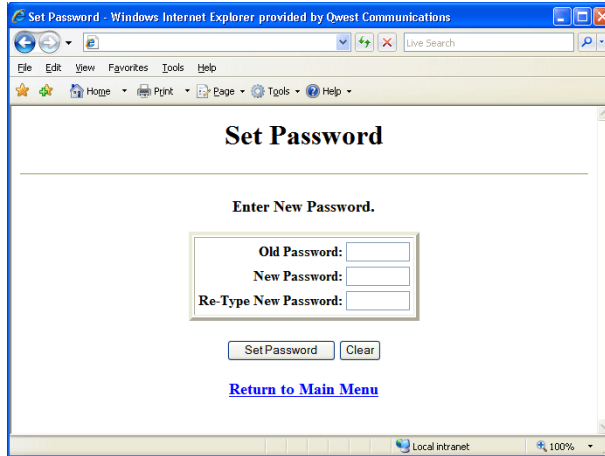 Set Password - Windows Internet Explorer provided by Qwest Communications
Live Search
File Edit View Favorites Tools Help
Home Print Page Tools Help
Set Password
Enter New Password.
Old Password:
New Password:
Re-Type New Password:
Set Password Clear
Return to Main Menu
Local intranet 100%